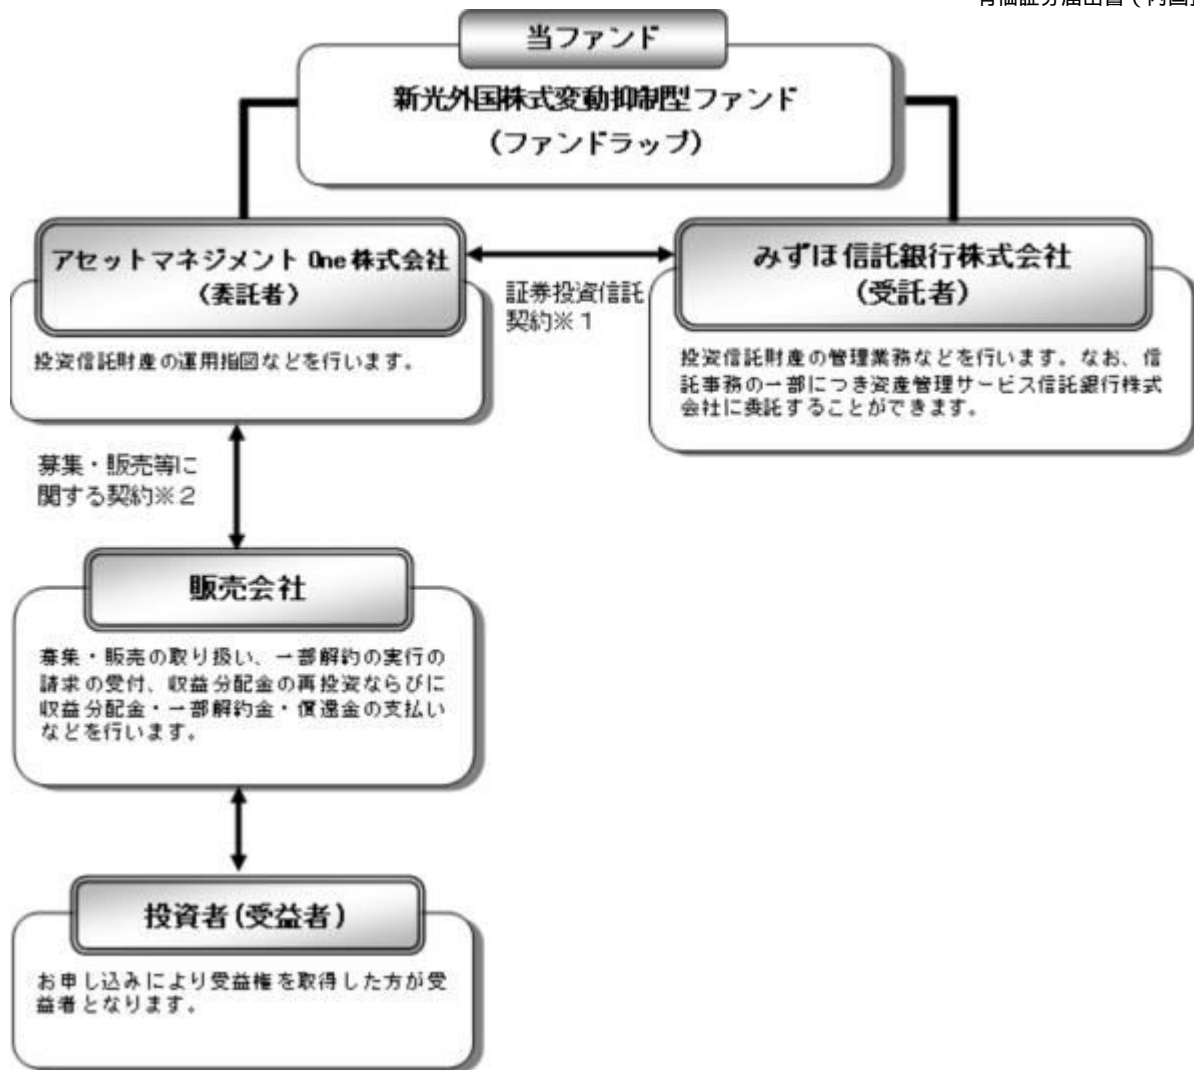 当ファンド
新光外国株式変動抑制型ファンド
(ファンドラップ)
アセットマネジメント One 株式会社
(委託者)
投資信託財産の運用指図などを行います。
証券投資信託
契約※1
みずほ信託銀行株式会社
(受託者)
投資信託財産の管理業務などを行います。なお、信
託事務の一部につき資産管理サービス信託銀行株式
会社に委託することができます。
募集・販売等に
関する契約※2
販売会社
募集・販売の取り扱い、一部解約の実行の
請求の受付、収益分配金の再投資ならびに
収益分配金・一部解約金・償還金の支払い
などを行います。
投資者(受益者)
お申し込みにより受益権を取得した方が受
益者となります。